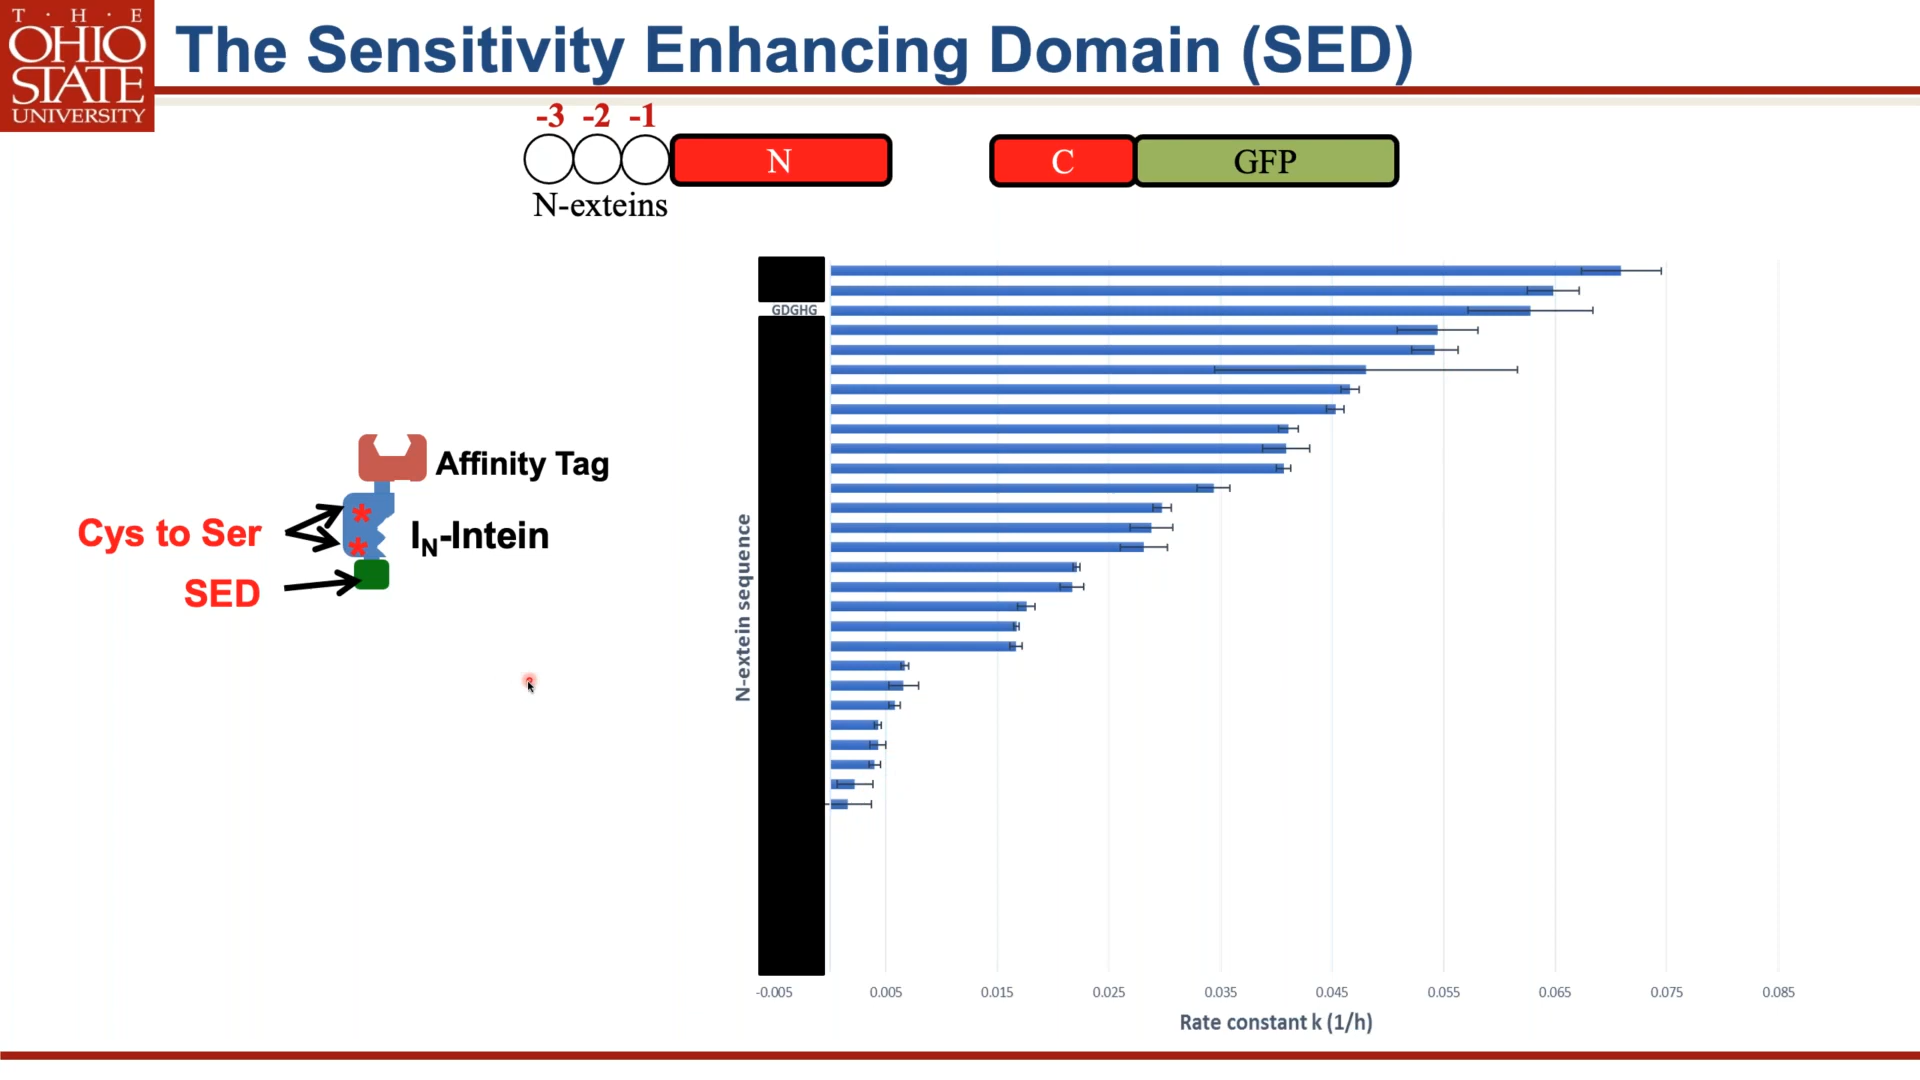 T · H · E
OHIO
STATE
UNIVERSITY
The Sensitivity Enhancing Domain (SED)
-3 -2 -1
N
C
GFP
N-exteins
GDGHG
Affinity Tag
Cys to Ser
IN-Intein
SED
N-extein sequence
-0.005 0.005 0.015 0.025 0.035 0.045 0.055 0.065 0.075 0.085
Rate constant k (1/h)